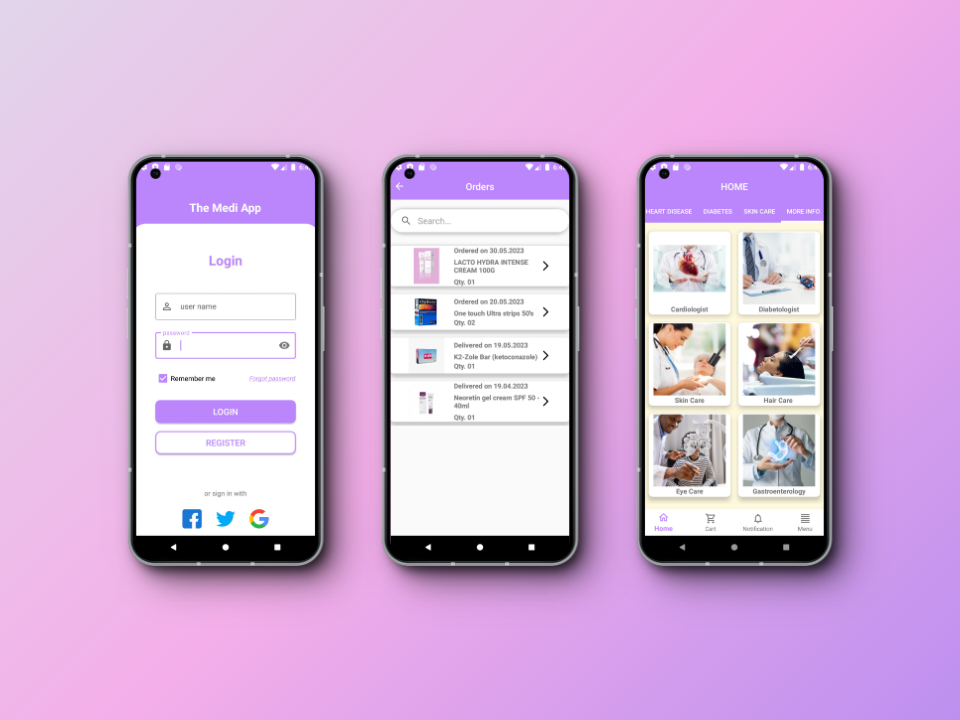 The Medi App
Login
user name
password
Remember me
Forgot password
LOGIN
REGISTER
or sign in with
Orders
Search...
Ordered on 30.05.2023
LACTO HYDRA INTENSE
CREAM 100G
Qty. 01
Ordered on 20.05.2023
One touch Ultra strips 50's
Qty. 02
Delivered on 19.05.2023
K2-Zole Bar (ketoconazole)
Qty. 01
Delivered on 19.04.2023
Neoretin gel cream SPF 50 -
40ml
Qty. 01
HOME
HEART DISEASE DIABETES SKIN CARE MORE INFO
Cardiologist Diabetologist
Skin Care Hair Care
Eye Care Gastroenterology
Home Cart Notification Menu